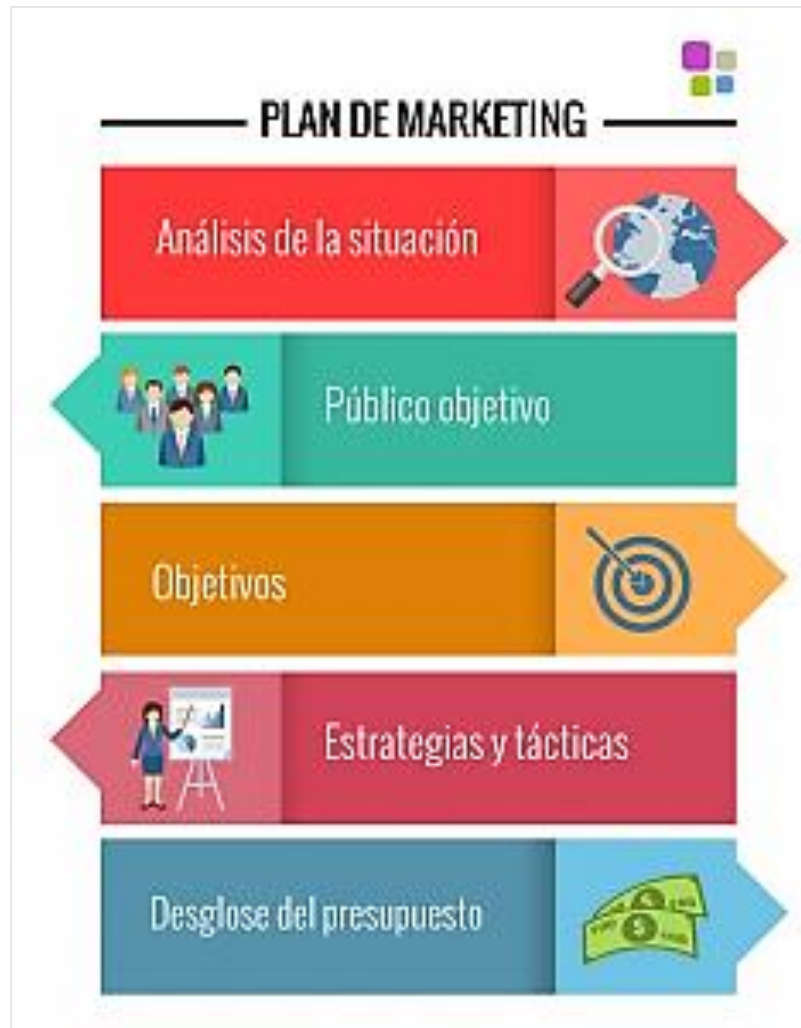 PLAN DE MARKETING
Análisis de la situación
Público objetivo
Objetivos
Estrategias y tácticas
Desglose del presupuesto